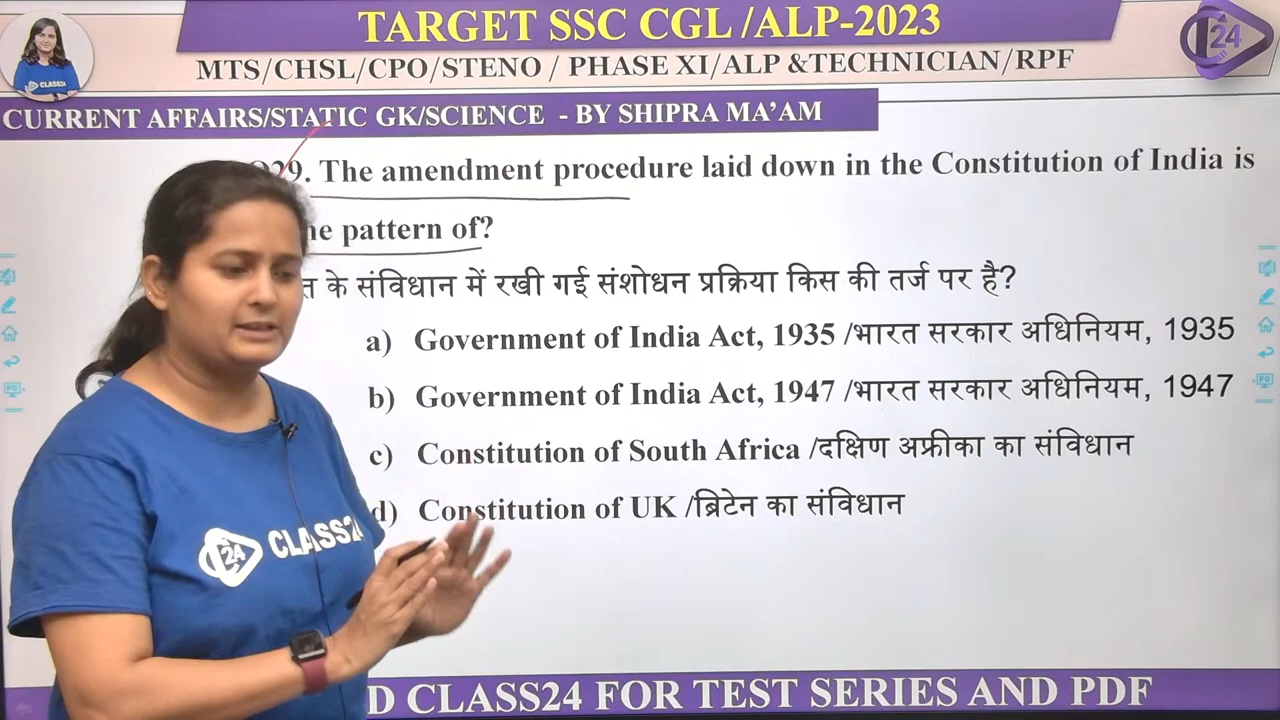 TARGET SSC CGL /ALP-2023
24
MTS/CHSL/CPO/STENO / PHASE XI/ALP &TECHNICIAN/RPF
CLASS24
CURRENT AFFAIRS/STATIC GK/SCIENCE - BY SHIPRA MA'AM
29. The amendment procedure laid down in the Constitution of India is
pattern of?
के संविधान में रखी गई संशोधन प्रक्रिया किस की तर्ज पर है?
a) Government of India Act, 1935 /भारत सरकार अधिनियम, 1935
b) Government of India Act, 1947 /भारत सरकार अधिनियम, 1947
c) Constitution of South Africa /दक्षिण अफ्रीका का संविधान
d) Constitution of UK /ब्रिटेन का संविधान
24 CLASS24
D CLASS24 FOR TEST SERIES AND PDF